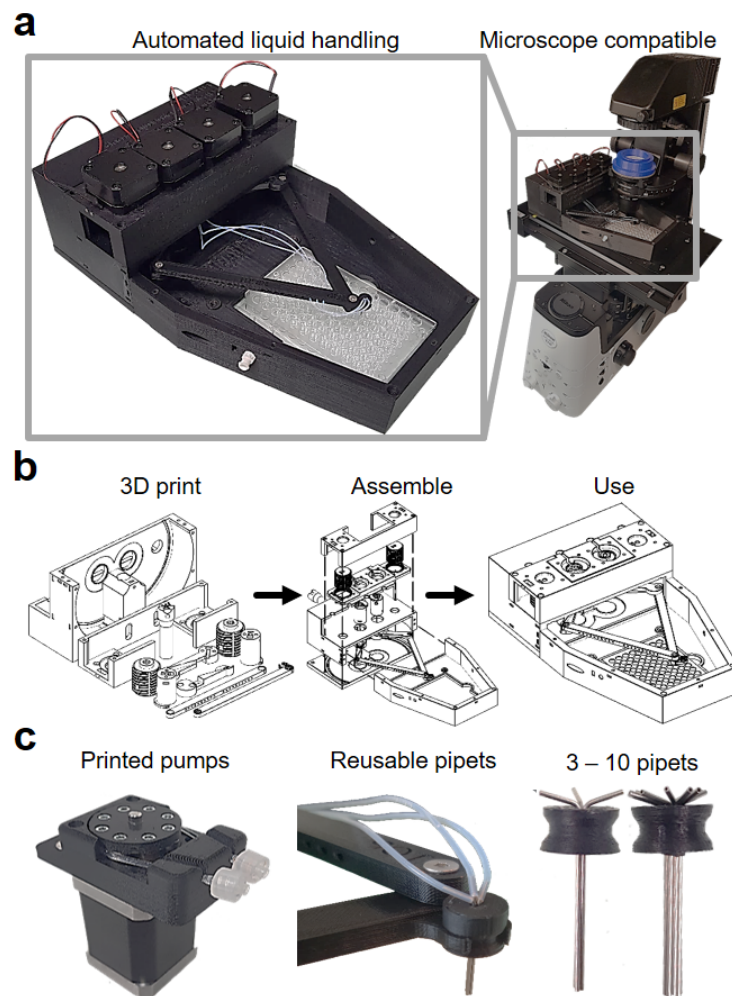 a
Automated liquid handling
Microscope compatible
b
3D print
Assemble
Use
c
Printed pumps
Reusable pipets
3 – 10 pipets